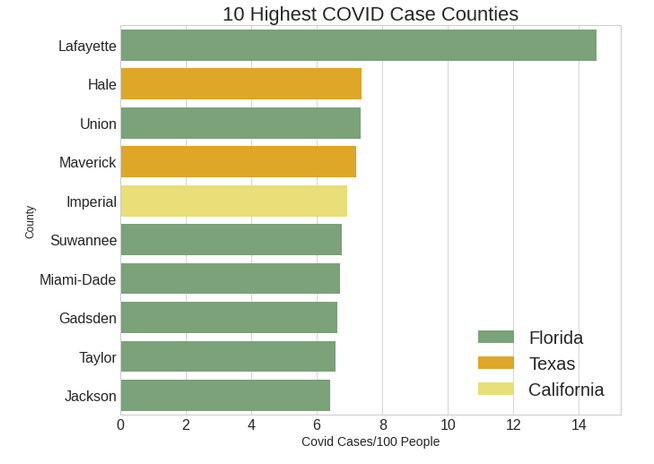 10 Highest COVID Case Counties
Lafayette
Hale
Union
Maverick
Imperial
Suwannee
Miami-Dade
Gadsden
Taylor
Jackson
County
Florida
Texas
California
0 2 4 6 8 10 12 14
Covid Cases/100 People